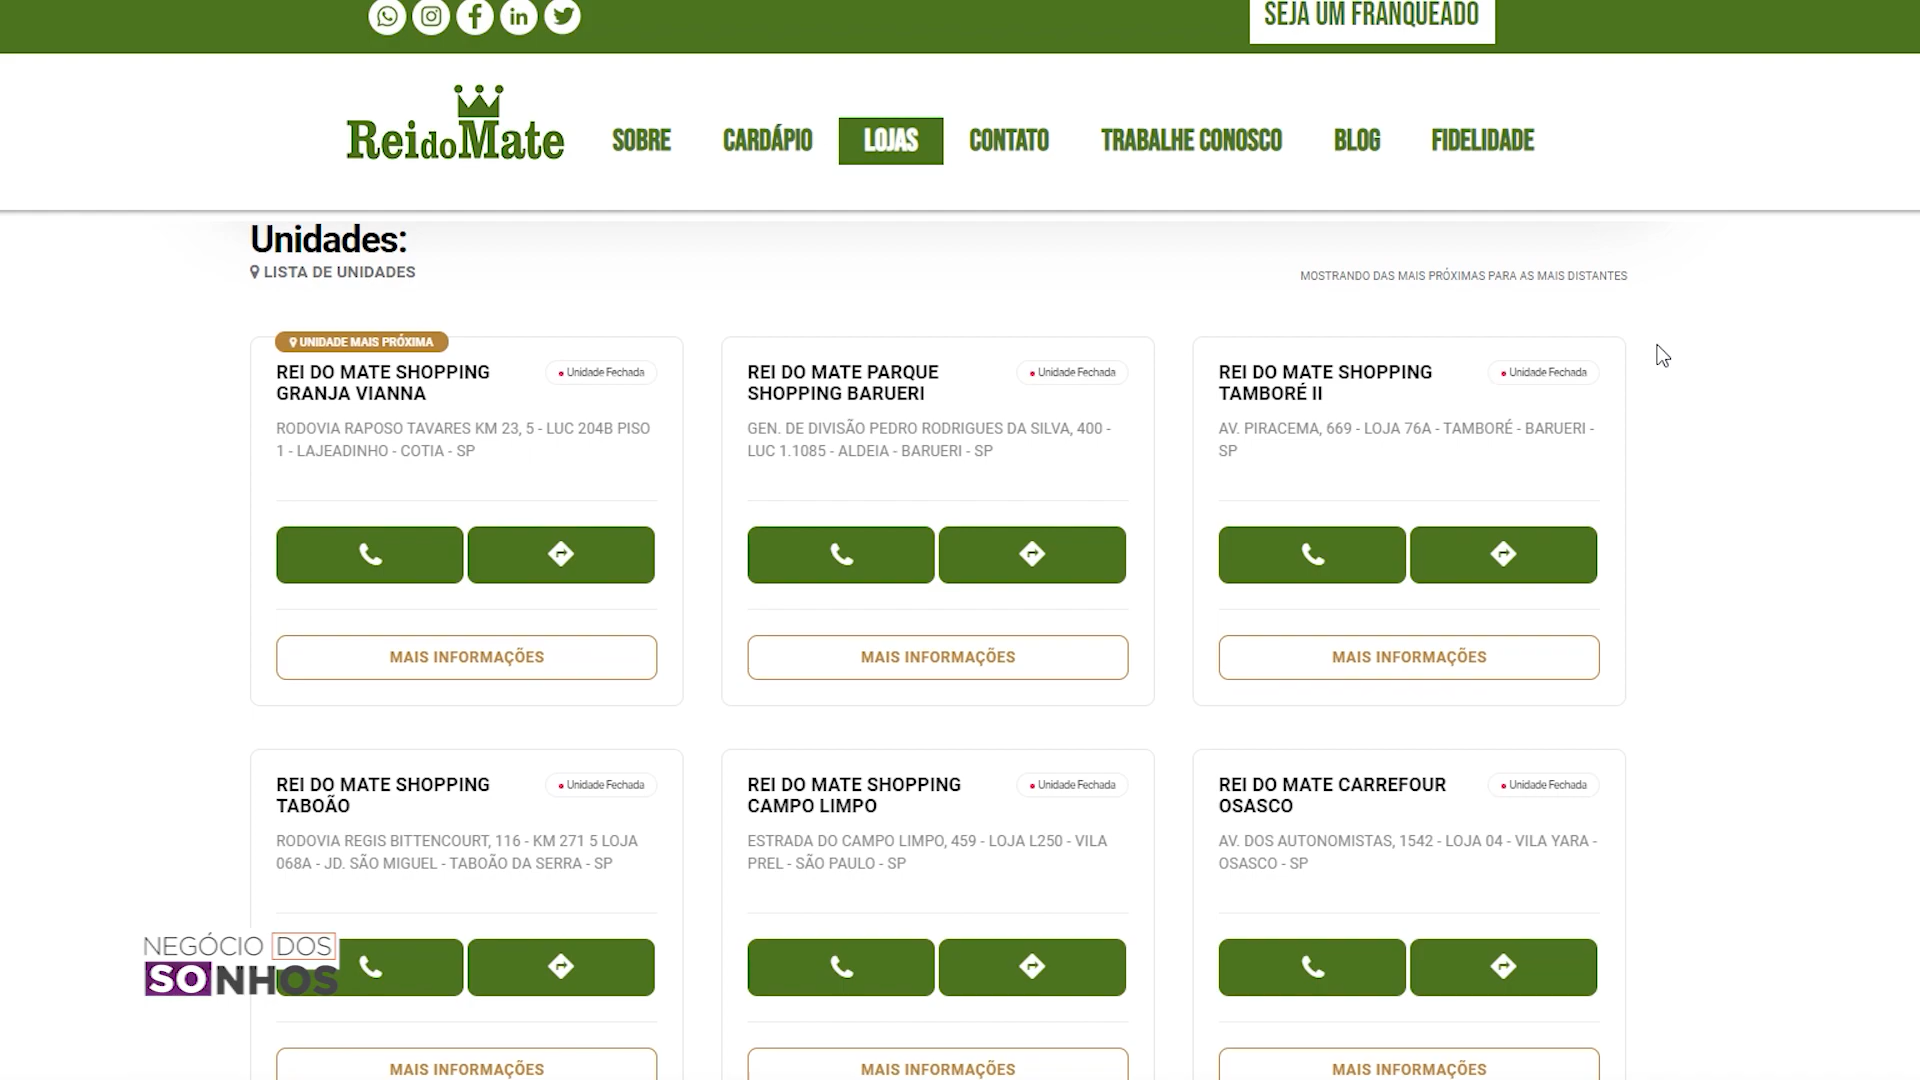 SEJA UM FRANQUEADO
Rei do Mate
SOBRE
CARDÁPIO
LOJAS
CONTATO
TRABALHE CONOSCO
BLOG
FIDELIDADE
Unidades:
LISTA DE UNIDADES
MOSTRANDO DAS MAIS PRÓXIMAS PARA AS MAIS DISTANTES
UNIDADE MAIS PRÓXIMA
REI DO MATE SHOPPING
GRANJA VIANNA
Unidade Fechada
RODOVIA RAPOSO TAVARES KM 23, 5 - LUC 204B PISO
1 - LAJEADINHO - COTIA - SP
MAIS INFORMAÇÕES
REI DO MATE PARQUE
SHOPPING BARUERI
Unidade Fechada
GEN. DE DIVISÃO PEDRO RODRIGUES DA SILVA, 400 -
LUC 1.1085 - ALDEIA - BARUERI - SP
MAIS INFORMAÇÕES
REI DO MATE SHOPPING
TAMBORÉ II
Unidade Fechada
AV. PIRACEMA, 669 - LOJA 76A - TAMBORÉ - BARUERI -
SP
MAIS INFORMAÇÕES
REI DO MATE SHOPPING
TABOÃO
Unidade Fechada
RODOVIA REGIS BITTENCOURT, 116 - KM 271 5 LOJA
068A - JD. SÃO MIGUEL - TABOÃO DA SERRA - SP
MAIS INFORMAÇÕES
REI DO MATE SHOPPING
CAMPO LIMPO
Unidade Fechada
ESTRADA DO CAMPO LIMPO, 459 - LOJA L250 - VILA
PREL - SÃO PAULO - SP
MAIS INFORMAÇÕES
REI DO MATE CARREFOUR
OSASCO
Unidade Fechada
AV. DOS AUTONOMISTAS, 1542 - LOJA 04 - VILA YARA -
OSASCO - SP
MAIS INFORMAÇÕES
NEGÓCIO DOS
SONHOS